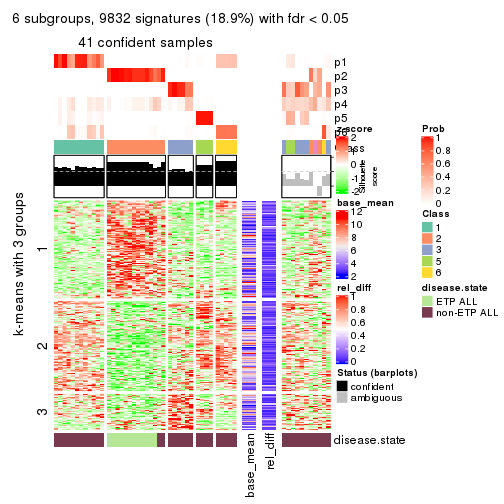 6 subgroups, 9832 signatures (18.9%) with fdr < 0.05
41 confident samples
p1
p2
p3
p4
p5
p6
z-score
2
1
0
-1
-2
Class
Silhouette
score
Prob
1
0.8
0.6
0.4
0.2
0
base_mean
12
10
8
6
4
2
Class
1
2
3
5
6
rel_diff
1
0.8
0.6
0.4
0.2
0
disease.state
ETP ALL
non-ETP ALL
Status (barplots)
confident
ambiguous
k-means with 3 groups
1
2
3
disease.state
base_mean
rel_diff